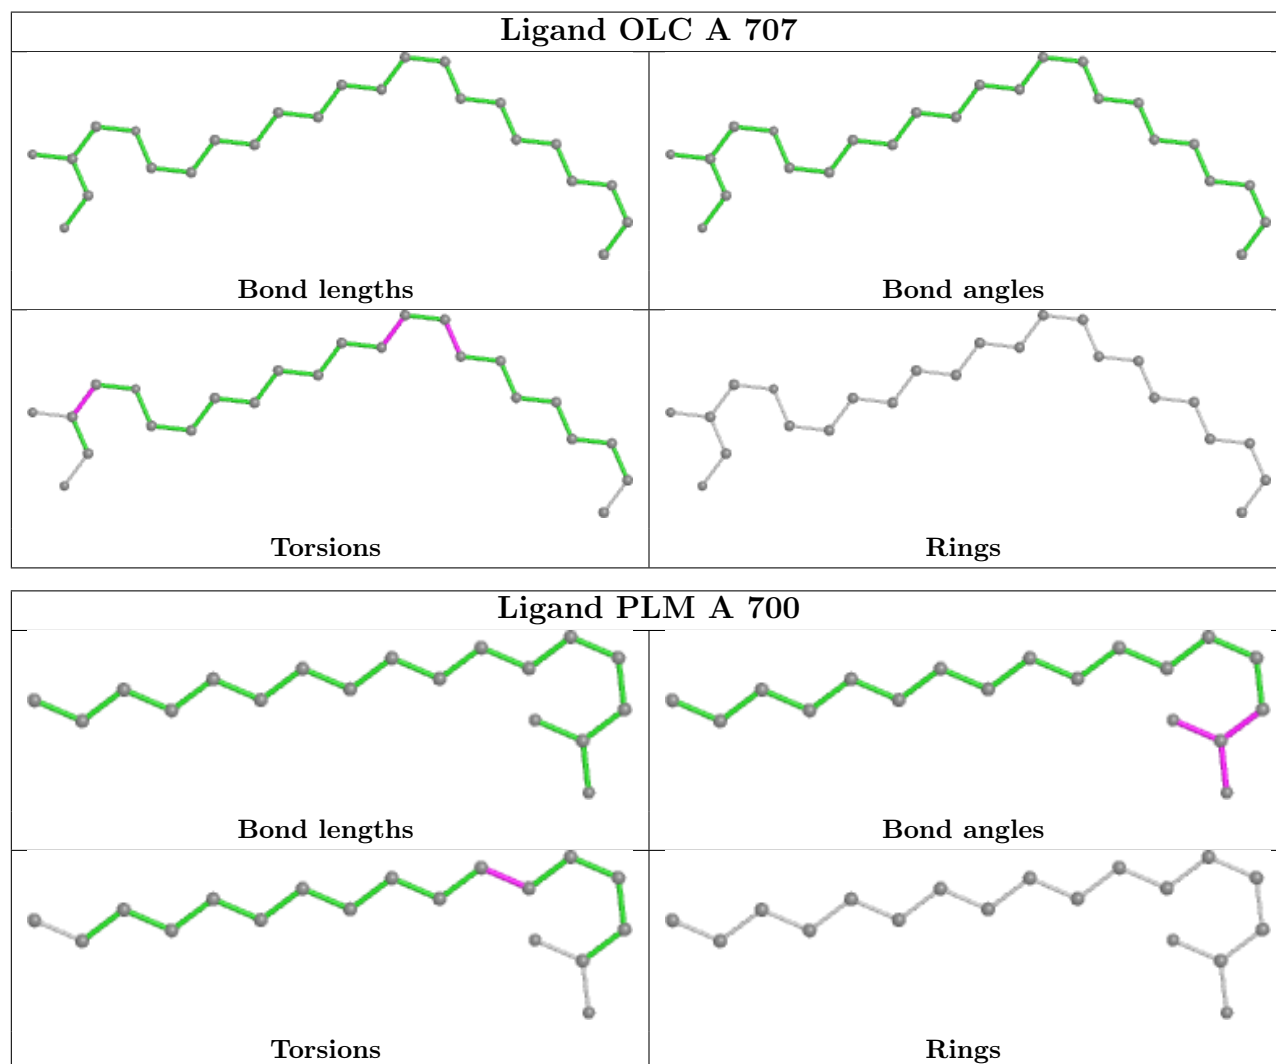 Ligand OLC A 707
Bond lengths
Bond angles
Torsions
Rings
Ligand PLM A 700
Bond lengths
Bond angles
Torsions
Rings